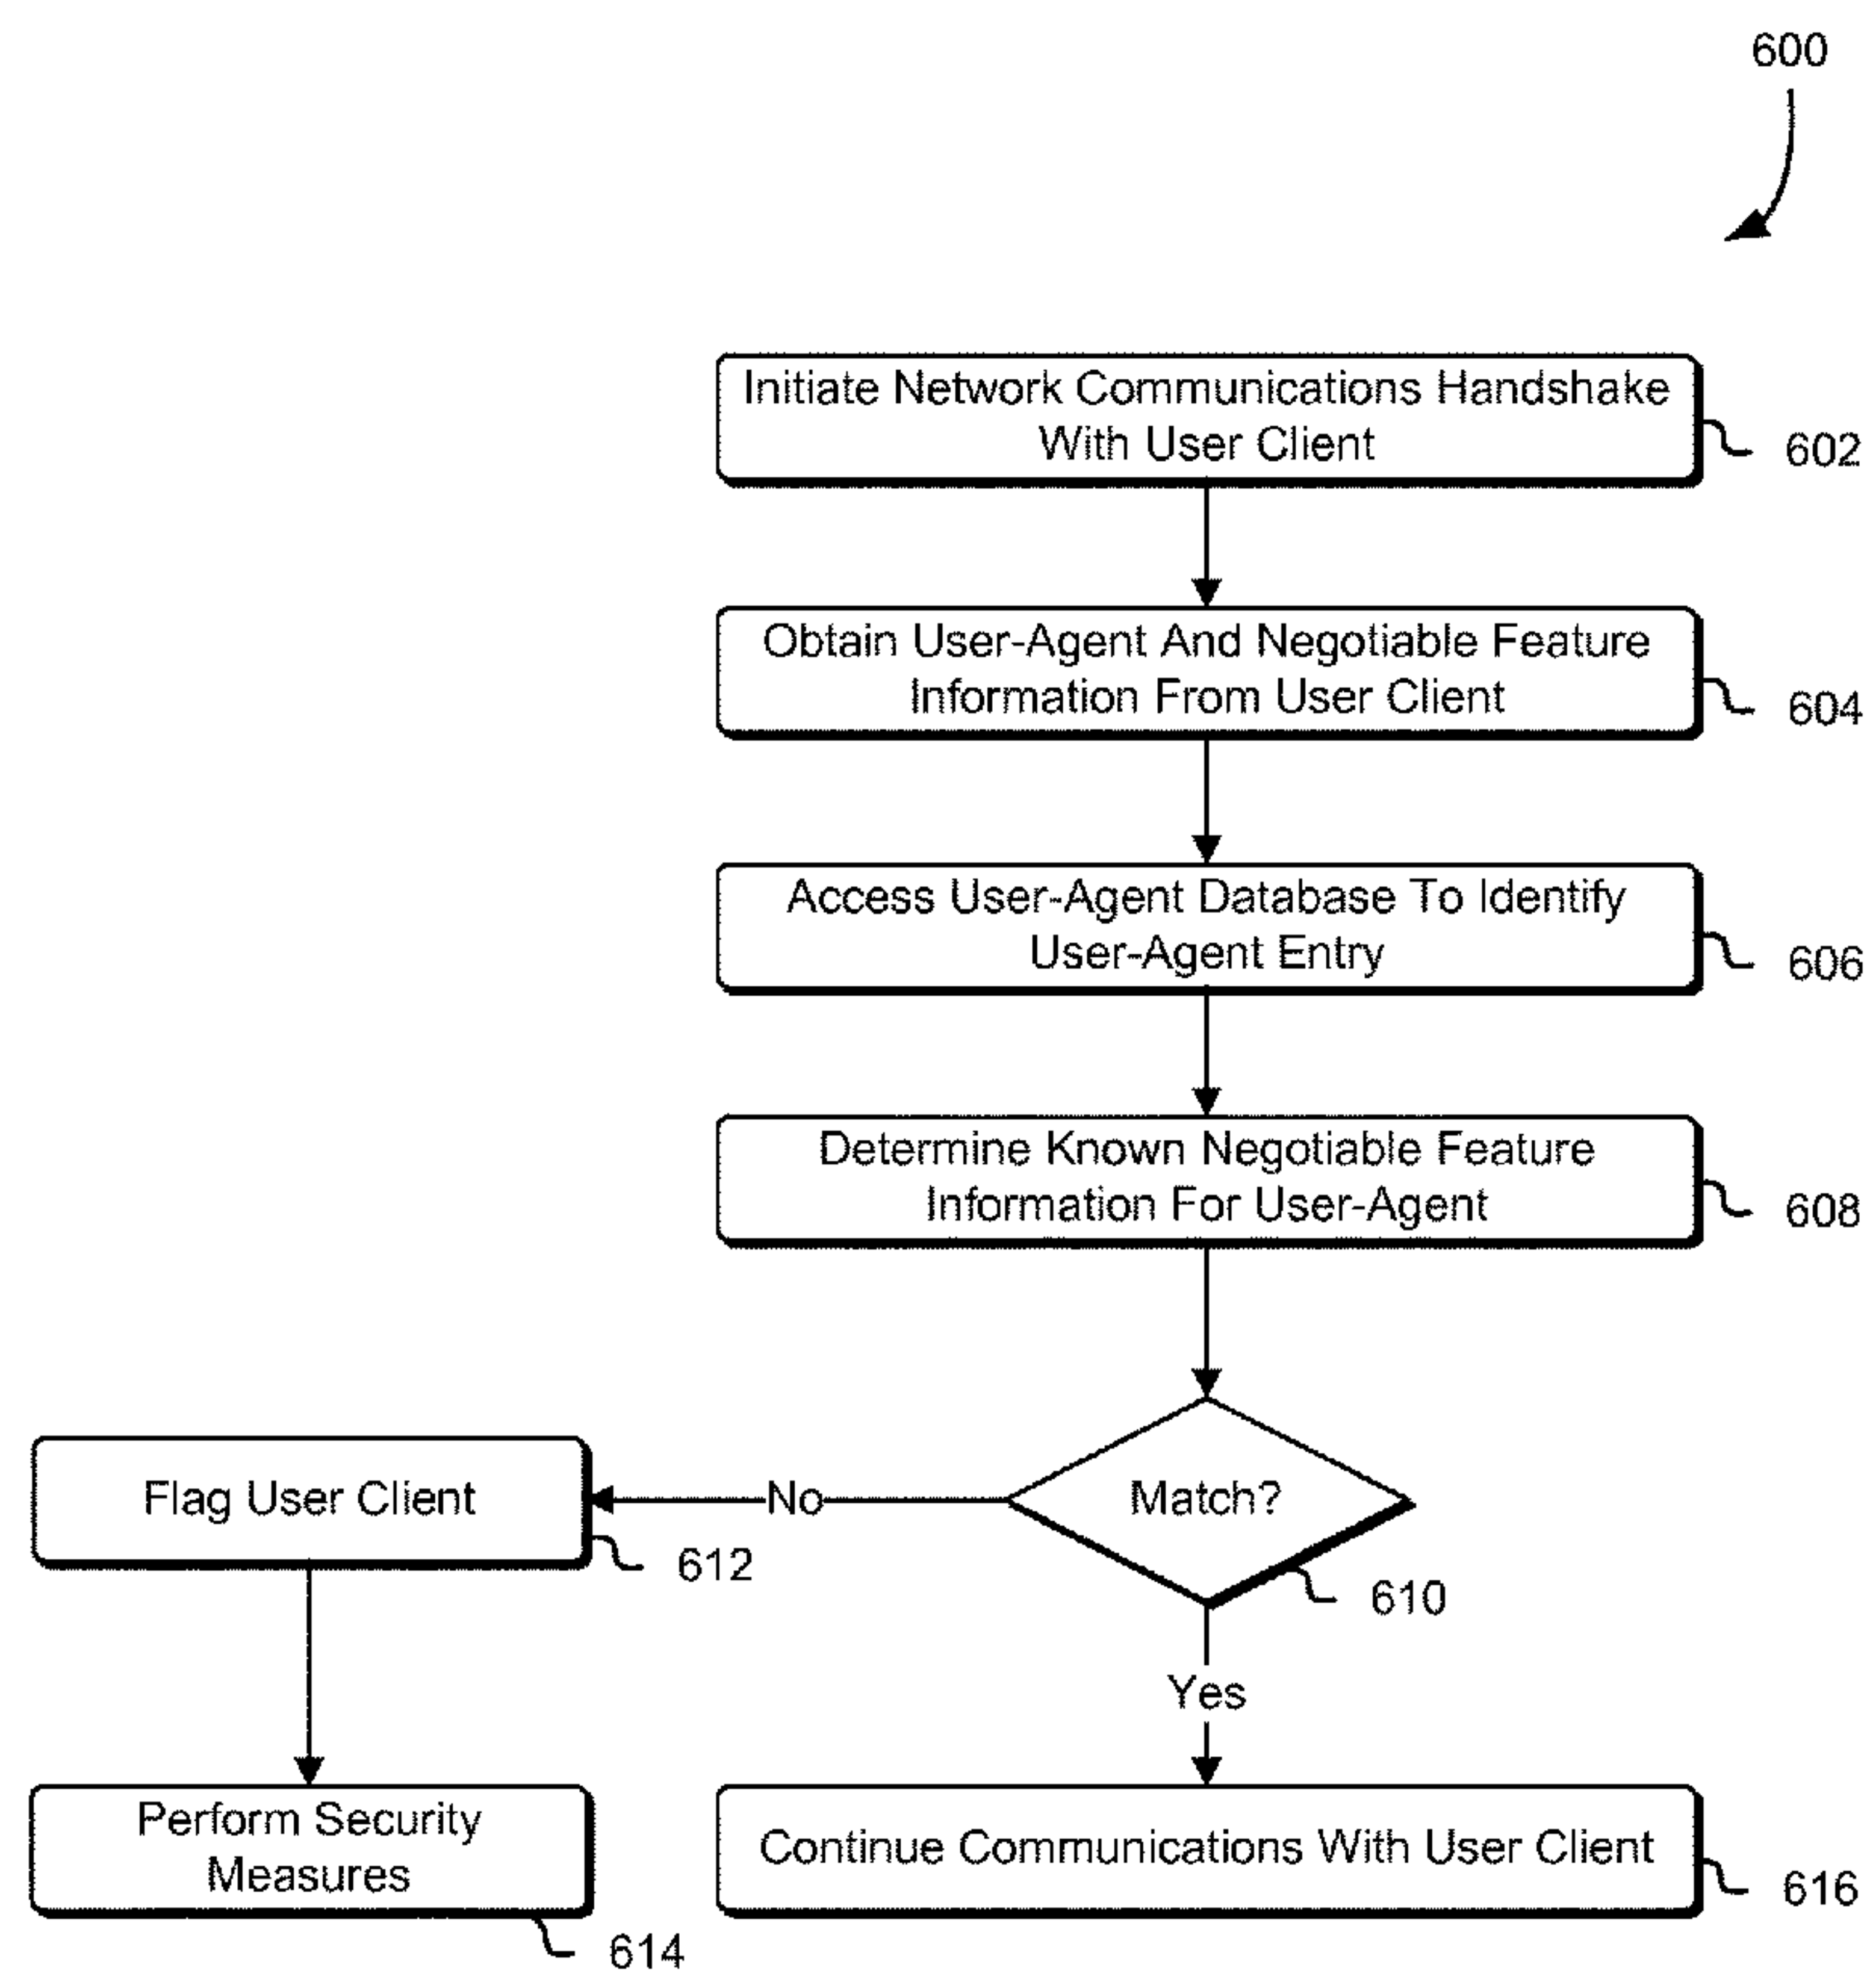 600
Initiate Network Communications Handshake
With User Client
602
Obtain User-Agent And Negotiable Feature
Information From User Client
604
Access User-Agent Database To Identify
User-Agent Entry
606
Determine Known Negotiable Feature
Information For User-Agent
608
Match?
610
No
Flag User Client
612
Yes
Perform Security
Measures
614
Continue Communications With User Client
616